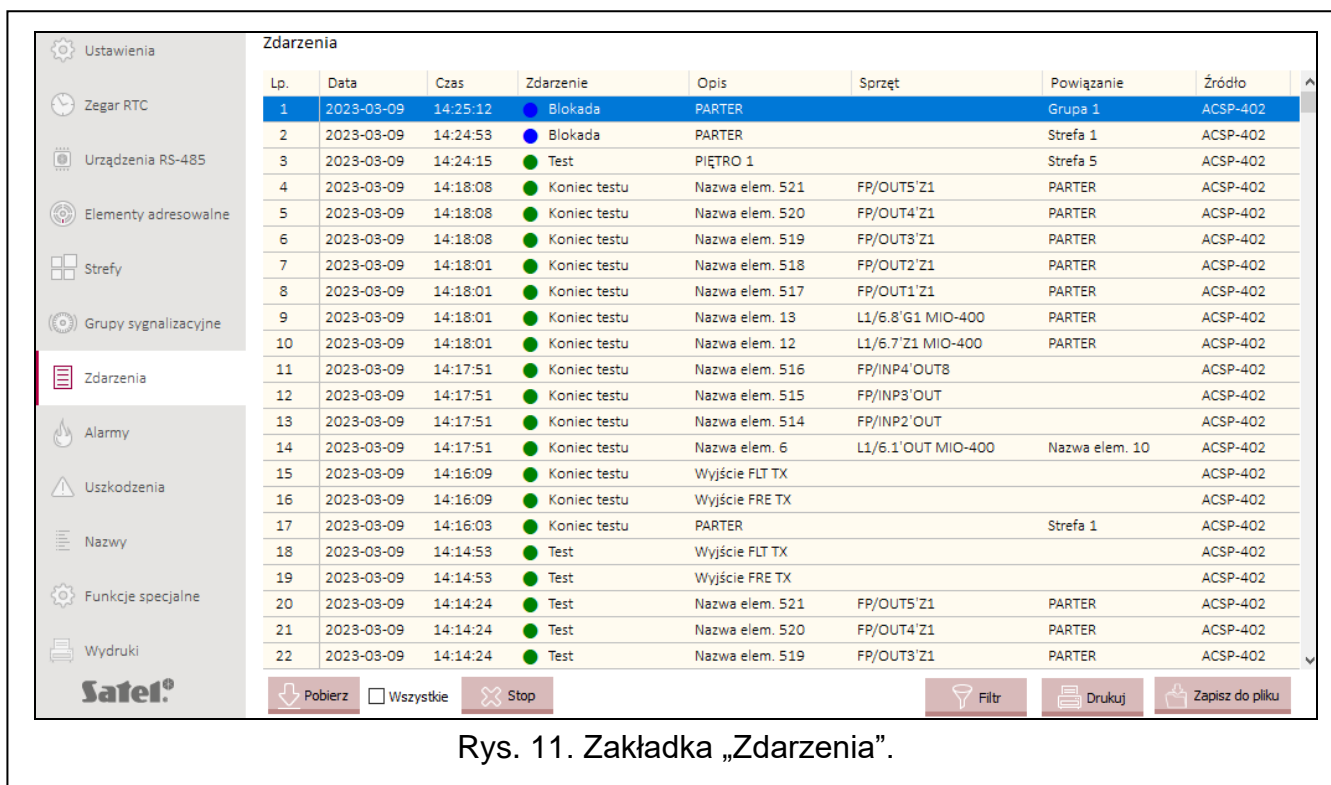 Ustawienia
Zegar RTC
Urządzenia RS-485
Elementy adresowalne
Strefy
Grupy sygnalizacyjne
Zdarzenia
Alarmy
Uszkodzenia
Nazwy
Funkcje specjalne
Wydruki
Satel®
Zdarzenia
Lp. Data Czas Zdarzenie Opis Sprzęt Powiązanie Źródło
1 2023-03-09 14:25:12 Blokada PARTER Grupa 1 ACSP-402
2 2023-03-09 14:24:53 Blokada PARTER Strefa 1 ACSP-402
3 2023-03-09 14:24:15 Test PIĘTRO 1 Strefa 5 ACSP-402
4 2023-03-09 14:18:08 Koniec testu Nazwa elem. 521 FP/OUT5'Z1 PARTER ACSP-402
5 2023-03-09 14:18:08 Koniec testu Nazwa elem. 520 FP/OUT4'Z1 PARTER ACSP-402
6 2023-03-09 14:18:08 Koniec testu Nazwa elem. 519 FP/OUT3'Z1 PARTER ACSP-402
7 2023-03-09 14:18:01 Koniec testu Nazwa elem. 518 FP/OUT2'Z1 PARTER ACSP-402
8 2023-03-09 14:18:01 Koniec testu Nazwa elem. 517 FP/OUT1'Z1 PARTER ACSP-402
9 2023-03-09 14:18:01 Koniec testu Nazwa elem. 13 L1/6.8'G1 MIO-400 PARTER ACSP-402
10 2023-03-09 14:18:01 Koniec testu Nazwa elem. 12 L1/6.7'Z1 MIO-400 PARTER ACSP-402
11 2023-03-09 14:17:51 Koniec testu Nazwa elem. 516 FP/INP4'OUT8 ACSP-402
12 2023-03-09 14:17:51 Koniec testu Nazwa elem. 515 FP/INP3'OUT ACSP-402
13 2023-03-09 14:17:51 Koniec testu Nazwa elem. 514 FP/INP2'OUT ACSP-402
14 2023-03-09 14:17:51 Koniec testu Nazwa elem. 6 L1/6.1'OUT MIO-400 Nazwa elem. 10 ACSP-402
15 2023-03-09 14:16:09 Koniec testu Wyjście FLT TX ACSP-402
16 2023-03-09 14:16:09 Koniec testu Wyjście FRE TX ACSP-402
17 2023-03-09 14:16:03 Koniec testu PARTER Strefa 1 ACSP-402
18 2023-03-09 14:14:53 Test Wyjście FLT TX ACSP-402
19 2023-03-09 14:14:53 Test Wyjście FRE TX ACSP-402
20 2023-03-09 14:14:24 Test Nazwa elem. 521 FP/OUT5'Z1 PARTER ACSP-402
21 2023-03-09 14:14:24 Test Nazwa elem. 520 FP/OUT4'Z1 PARTER ACSP-402
22 2023-03-09 14:14:24 Test Nazwa elem. 519 FP/OUT3'Z1 PARTER ACSP-402
Pobierz Wszystkie Stop Filtr Drukuj Zapisz do pliku
Rys. 11. Zakładka „Zdarzenia”.